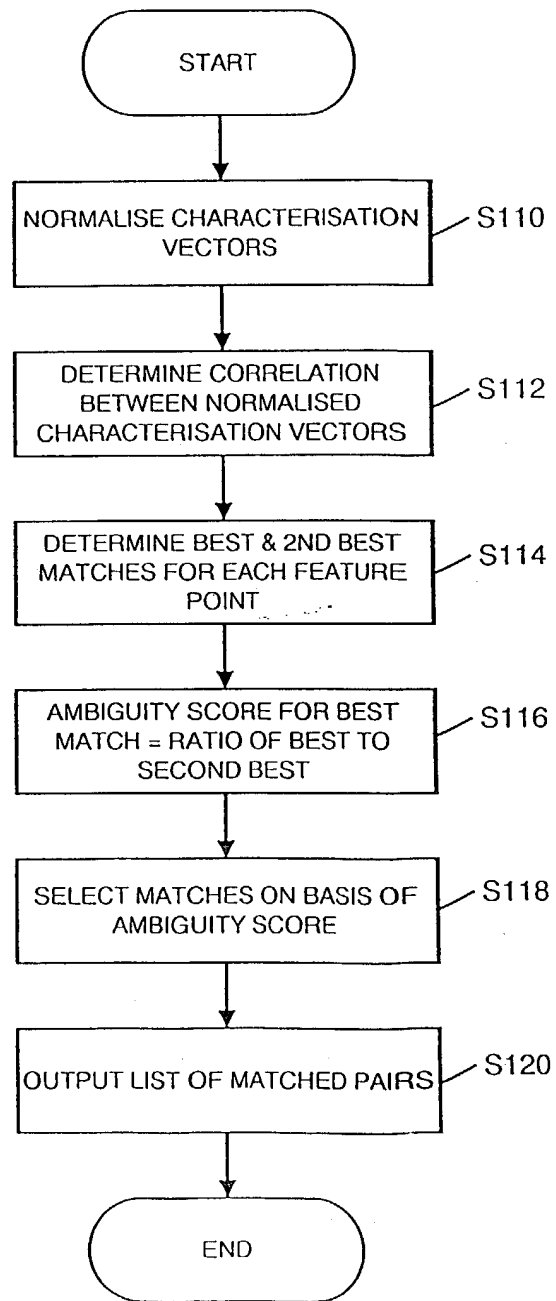 START
NORMALISE CHARACTERISATION
VECTORS
S110
DETERMINE CORRELATION
BETWEEN NORMALISED
CHARACTERISATION VECTORS
S112
DETERMINE BEST & 2ND BEST
MATCHES FOR EACH FEATURE
POINT
S114
AMBIGUITY SCORE FOR BEST
MATCH = RATIO OF BEST TO
SECOND BEST
S116
SELECT MATCHES ON BASIS OF
AMBIGUITY SCORE
S118
OUTPUT LIST OF MATCHED PAIRS
S120
END